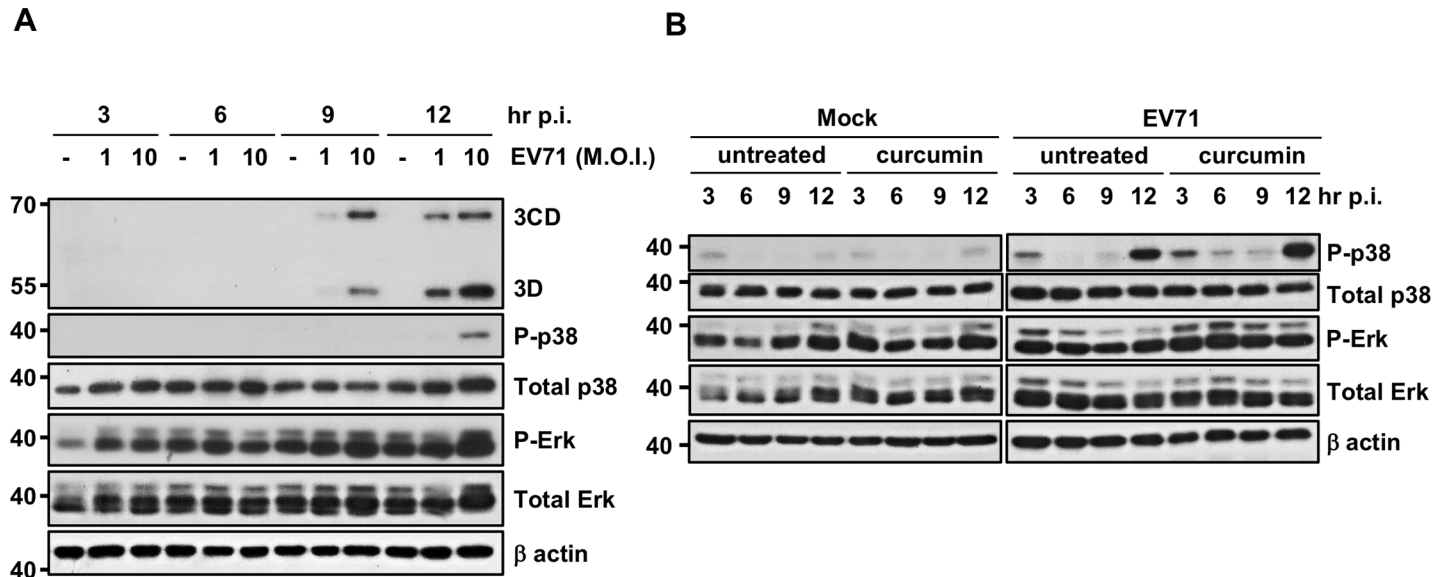 A
3 6 9 12 hr p.i.
- 1 10 - 1 10 - 1 10 - 1 10 EV71 (M.O.I.)
70
3CD
55
3D
40
P-p38
40
Total p38
40
P-Erk
40
Total Erk
β actin
40
B
Mock EV71
untreated curcumin untreated curcumin
3 6 9 12 3 6 9 12 3 6 9 12 3 6 9 12 hr p.i.
40 P-p38
40 Total p38
40 P-Erk
40 Total Erk
40 β actin